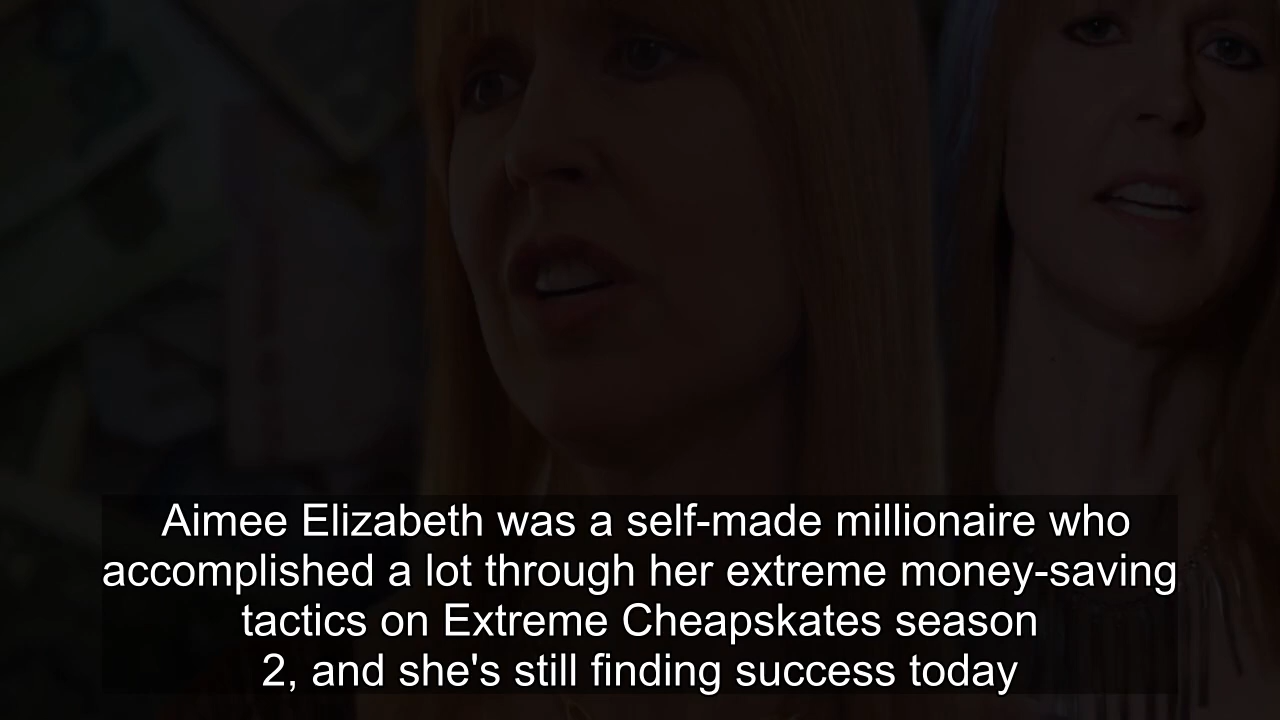 Aimee Elizabeth was a self-made millionaire who
accomplished a lot through her extreme money-saving
tactics on Extreme Cheapskates season
2, and she's still finding success today